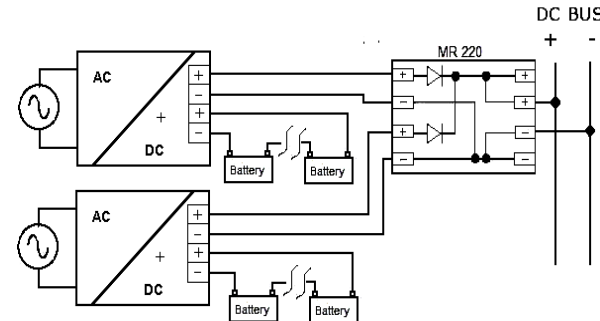 DC BUS
+ -
MR 220
AC
+
DC
+
-
+
-
Battery
Battery
+
-
+
-
+
+
-
-
AC
+
DC
+
-
+
-
Battery
Battery